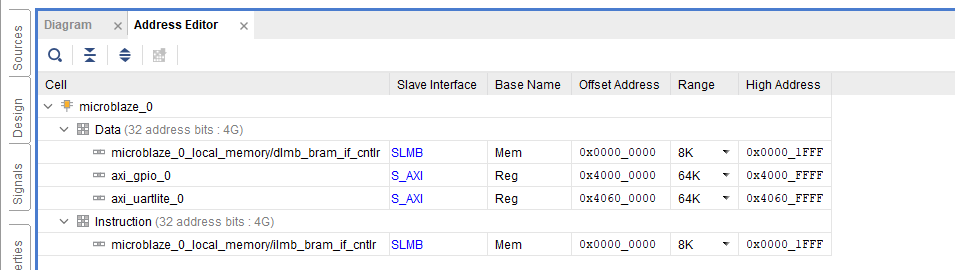 Sources
Design
Signals
erties
Diagram × Address Editor ×
Cell Slave Interface Base Name Offset Address Range High Address
microblaze_0
Data (32 address bits : 4G)
microblaze_0_local_memory/dlmb_bram_if_cntlr SLMB Mem 0x0000_0000 8K 0x0000_1FFF
axi_gpio_0 S_AXI Reg 0x4000_0000 64K 0x4000_FFFF
axi_uartlite_0 S_AXI Reg 0x4060_0000 64K 0x4060_FFFF
Instruction (32 address bits : 4G)
microblaze_0_local_memory/ilmb_bram_if_cntlr SLMB Mem 0x0000_0000 8K 0x0000_1FFF